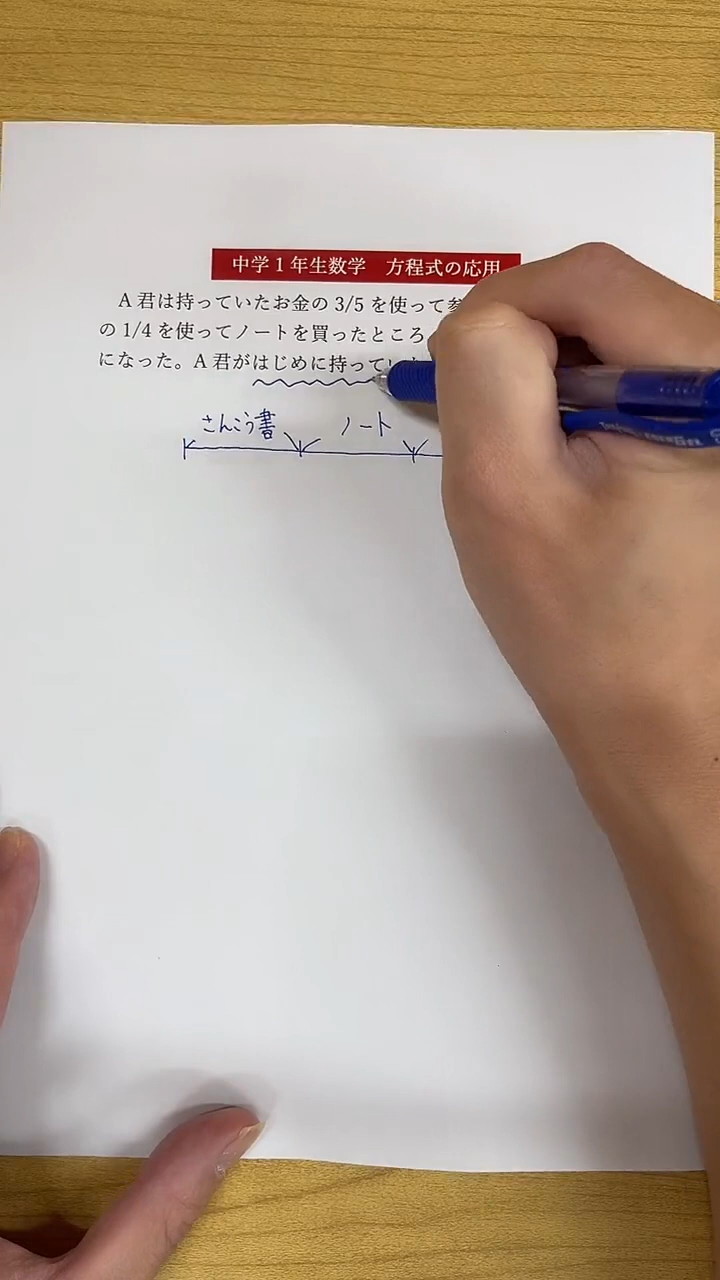 中学1年生数学 方程式の応用
A君は持っていたお金の3/5を使って
の1/4を使ってノートを買ったところ
になった。A君がはじめに持ってい
さんこう書 ノート